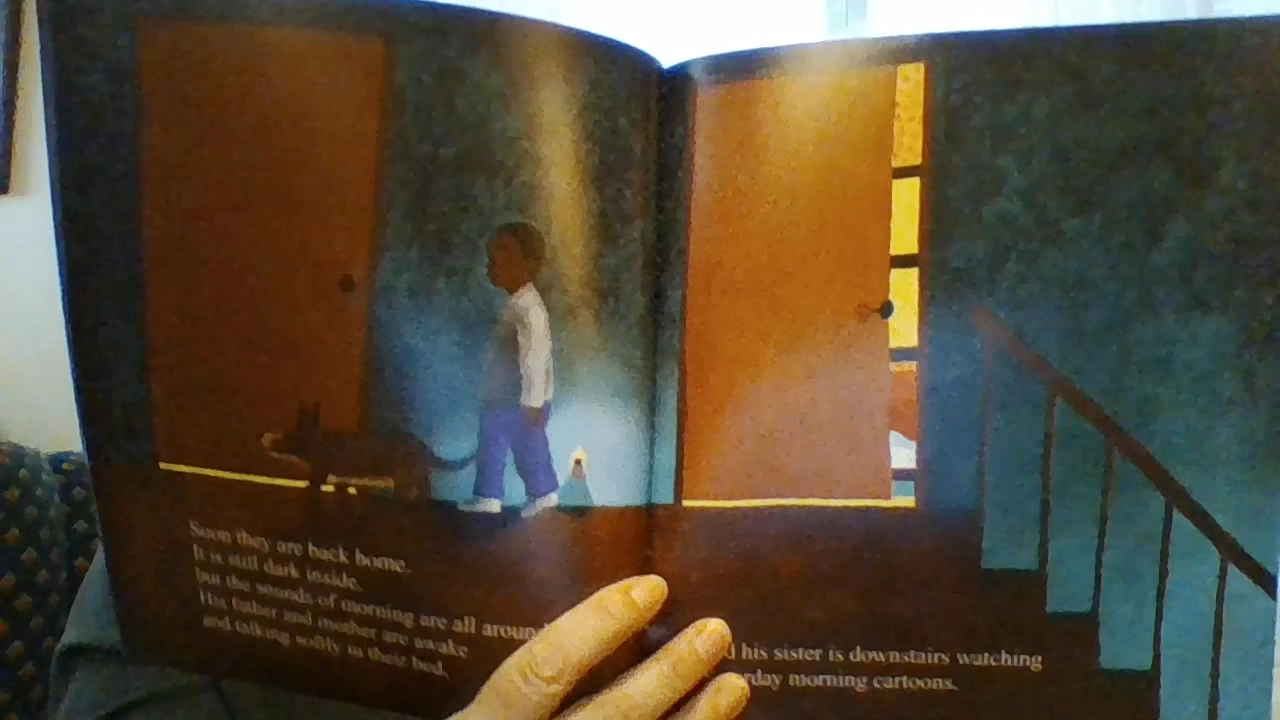 Soon they are back home.
It is still dark inside,
but the sounds of morning are all around
His father and mother are awake
and talking softly in their bed,
his sister is downstairs watching
morning cartoons.